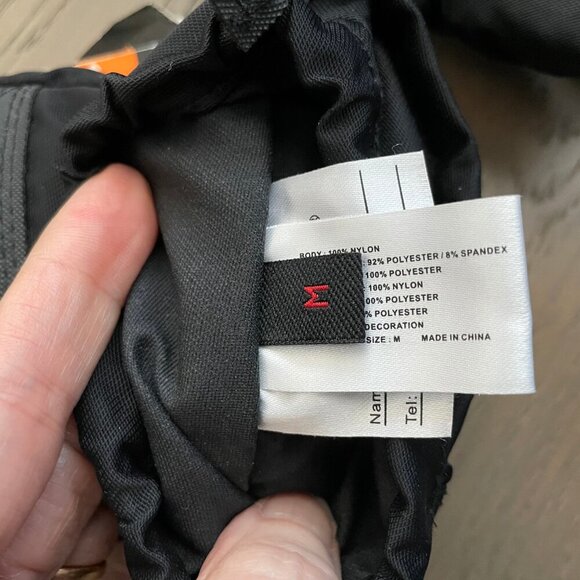 BODY : 100% NYLON
: 92% POLYESTER / 8% SPANDEX
100% POLYESTER
: 100% NYLON
00% POLYESTER
% POLYESTER
DECORATION
SIZE : M MADE IN CHINA
M
Nam
Tel: